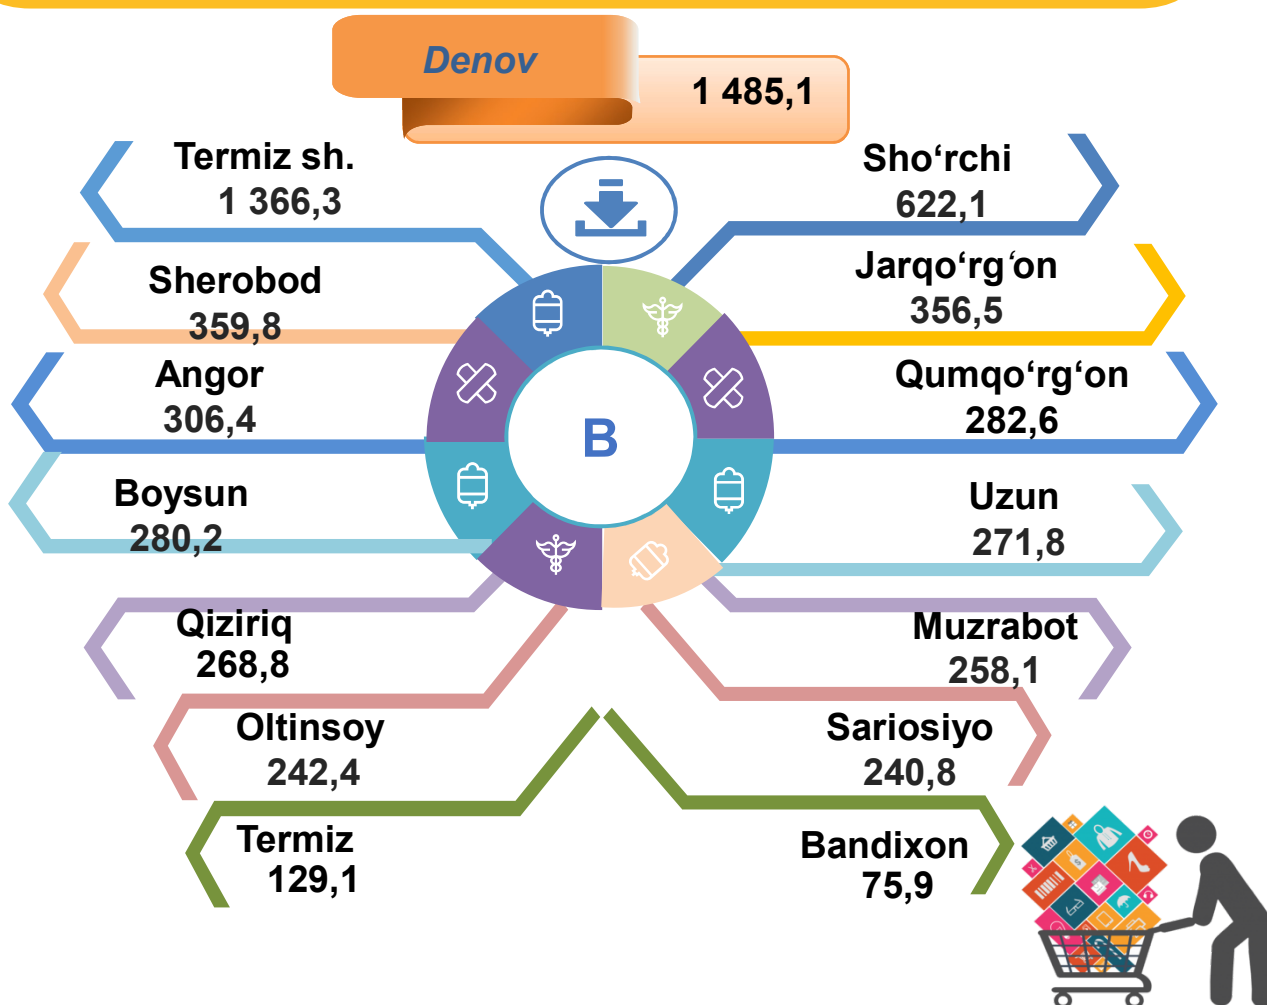 Denov
1 485,1
Termiz sh.
1 366,3
Sho‘rchi
622,1
Sherobod
359,8
Jarqo‘rg‘on
356,5
Angor
306,4
Qumqo‘rg‘on
282,6
B
Boysun
280,2
Uzun
271,8
Qiziriq
268,8
Muzrabot
258,1
Oltinsoy
242,4
Sariosiyo
240,8
Termiz
129,1
Bandixon
75,9